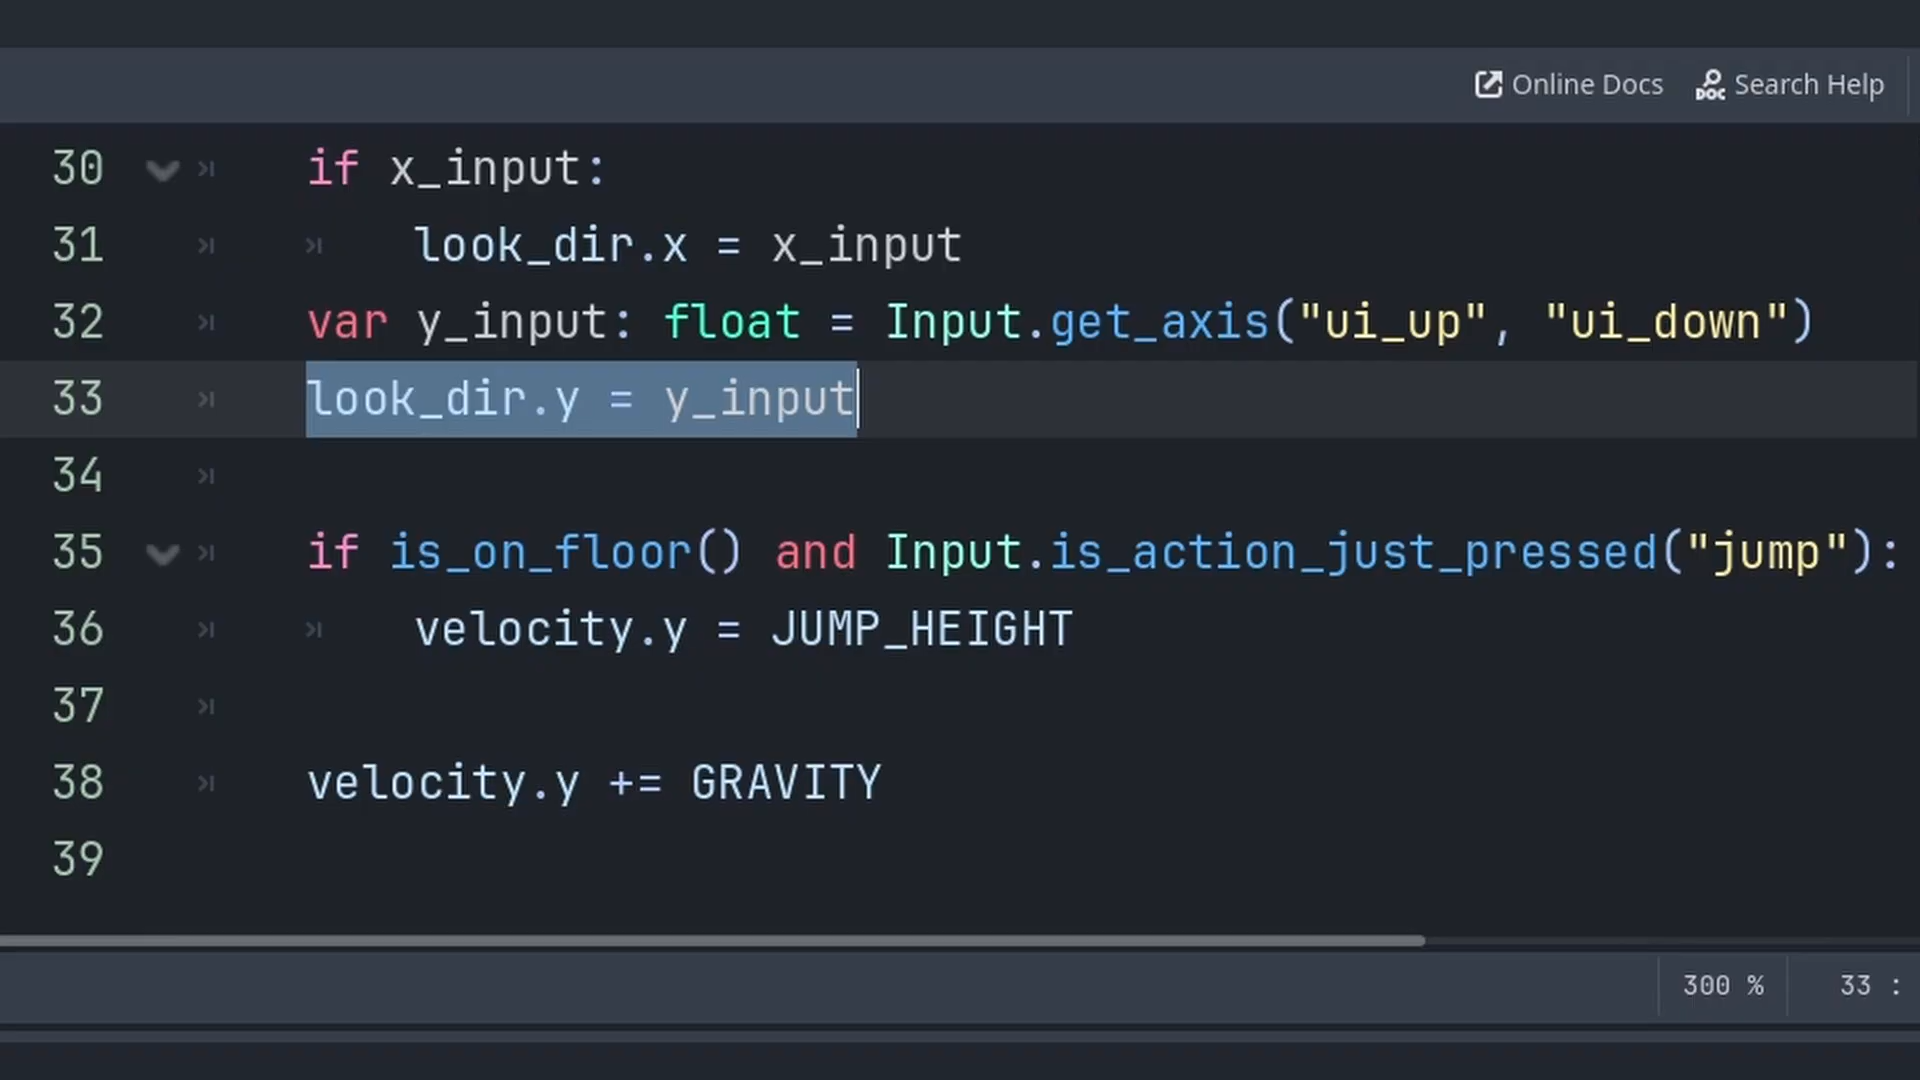 Online Docs DOC Search Help
30 if x_input:
31 look_dir.x = x_input
32 var y_input: float = Input.get_axis("ui_up", "ui_down")
33 look_dir.y = y_input
34
35 if is_on_floor() and Input.is_action_just_pressed("jump"):
36 velocity.y = JUMP_HEIGHT
37
38 velocity.y += GRAVITY
39
300 % 33 :